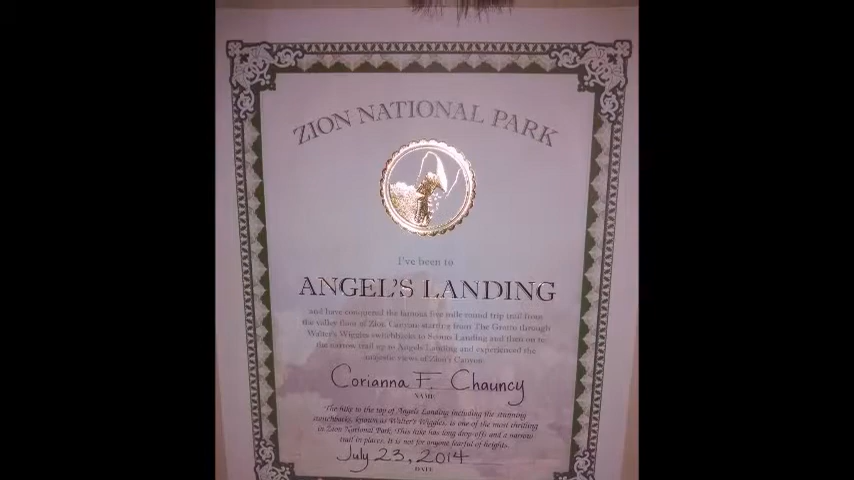 ZION NATIONAL PARK
I've been to
ANGEL'S LANDING
and have conquered the famous five mile round trip trail from
the valley floor of Zion Canyon, starting from The Grotto through
Walter's Wiggles switchbacks to Scouts Landing and then on to
the narrow trail up to Angels Landing and experienced the
majestic views of Zion's Canyon.
Corianna F. Chauncy
NAME
The hike to the top of Angels Landing including the stunning
switchbacks, known as Walter's Wiggles, is one of the most thrilling
in Zion National Park. This hike has long drop-offs and a narrow
trail in places. It is not for anyone fearful of heights.
July 23, 2014
DATE